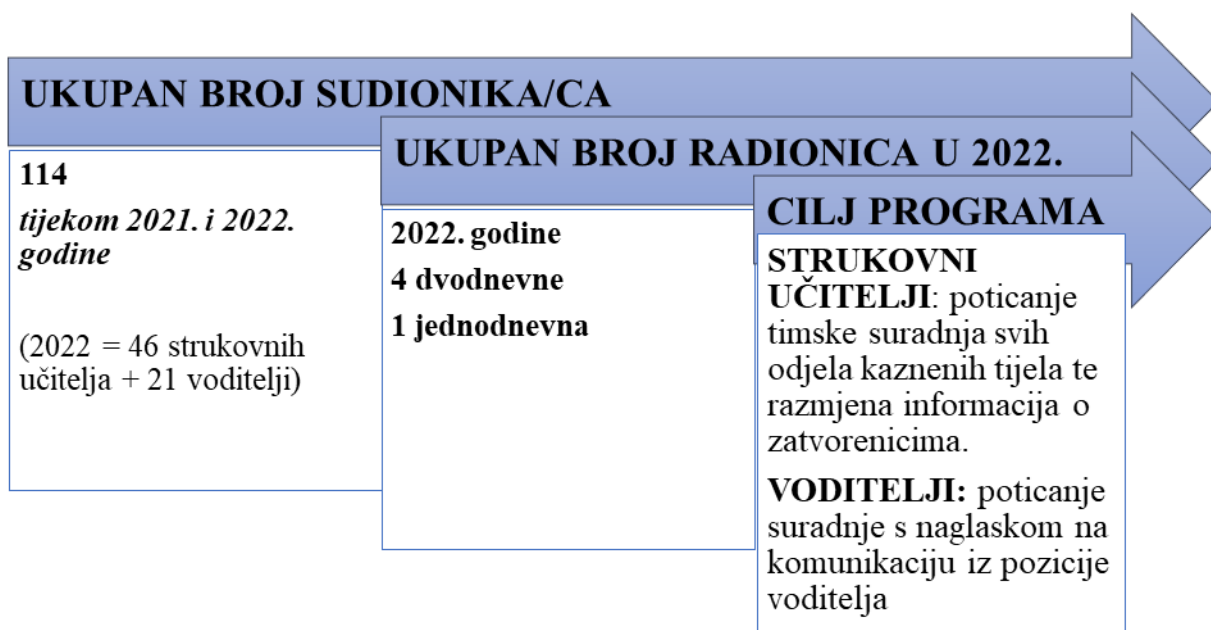 UKUPAN BROJ SUDIONIKA/CA
114
tijekom 2021. i 2022.
godine
(2022 = 46 strukovnih
učitelja + 21 voditelji)
UKUPAN BROJ RADIONICA U 2022.
2022. godine
4 dvodnevne
1 jednodnevna
CILJ PROGRAMA
STRUKOVNI
UČITELJI: poticanje
timske suradnja svih
odjela kaznenih tijela te
razmjena informacija o
zatvorenicima.
VODITELJI: poticanje
suradnje s naglaskom na
komunikaciju iz pozicije
voditelja